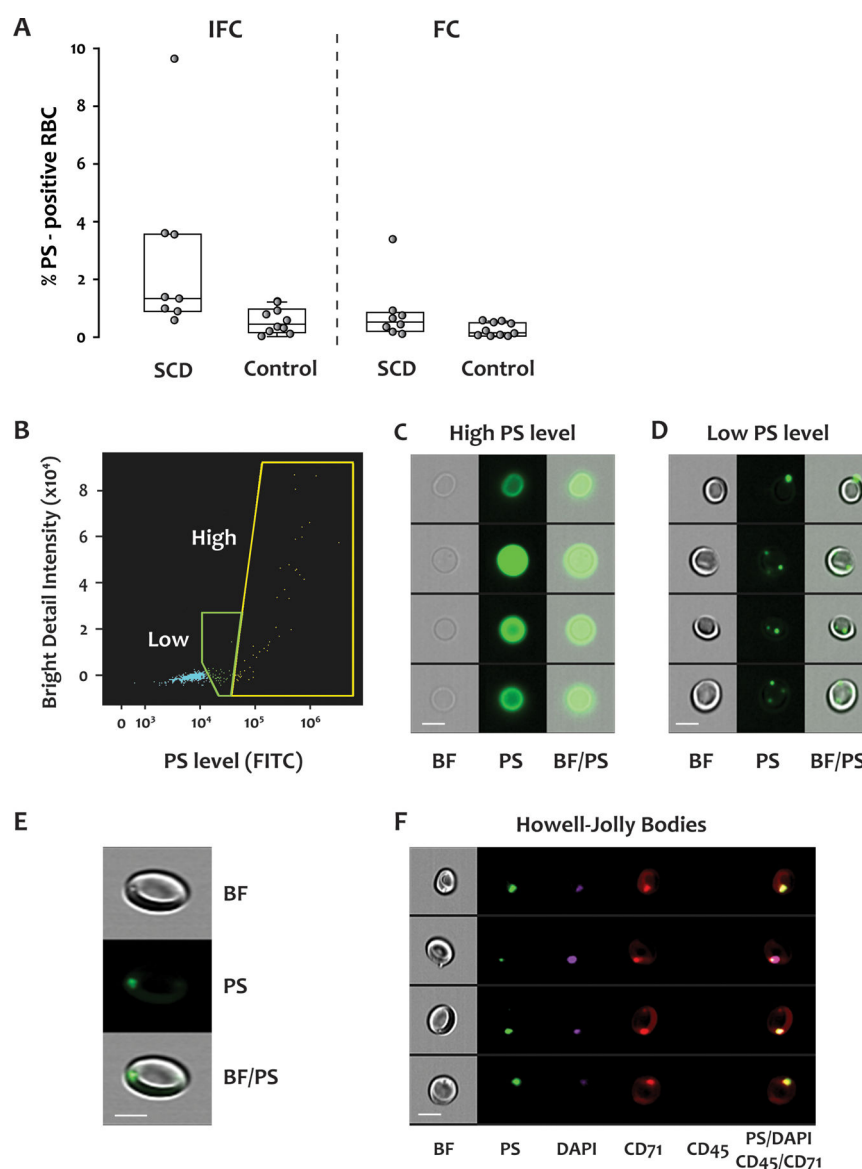 A
IFC
FC
% PS - positive RBC
10
8
6
4
2
0
SCD
Control
SCD
Control
B
Bright Detail Intensity (x10⁴)
8
6
4
2
0
High
Low
0 10³ 10⁴ 10⁵ 10⁶
PS level (FITC)
C
High PS level
BF PS BF/PS
D
Low PS level
BF PS BF/PS
E
BF
PS
BF/PS
F
Howell-Jolly Bodies
BF PS DAPI CD71 CD45 PS/DAPI
CD45/CD71